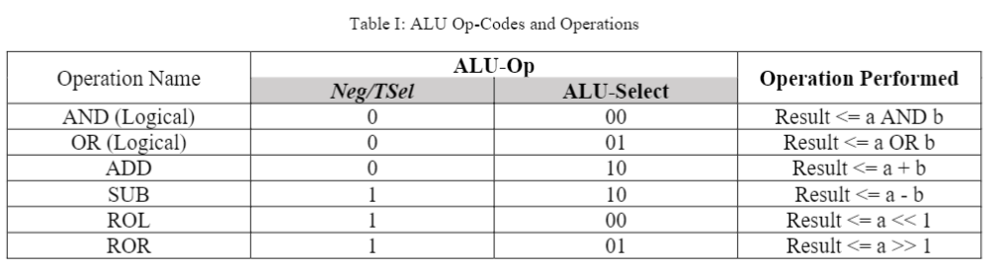 Table I: ALU Op-Codes and Operations
Operation Name ALU-Op Operation Performed
Neg/TSel ALU-Select
AND (Logical) 0 00 Result <= a AND b
OR (Logical) 0 01 Result <= a OR b
ADD 0 10 Result <= a + b
SUB 1 10 Result <= a - b
ROL 1 00 Result <= a << 1
ROR 1 01 Result <= a >> 1